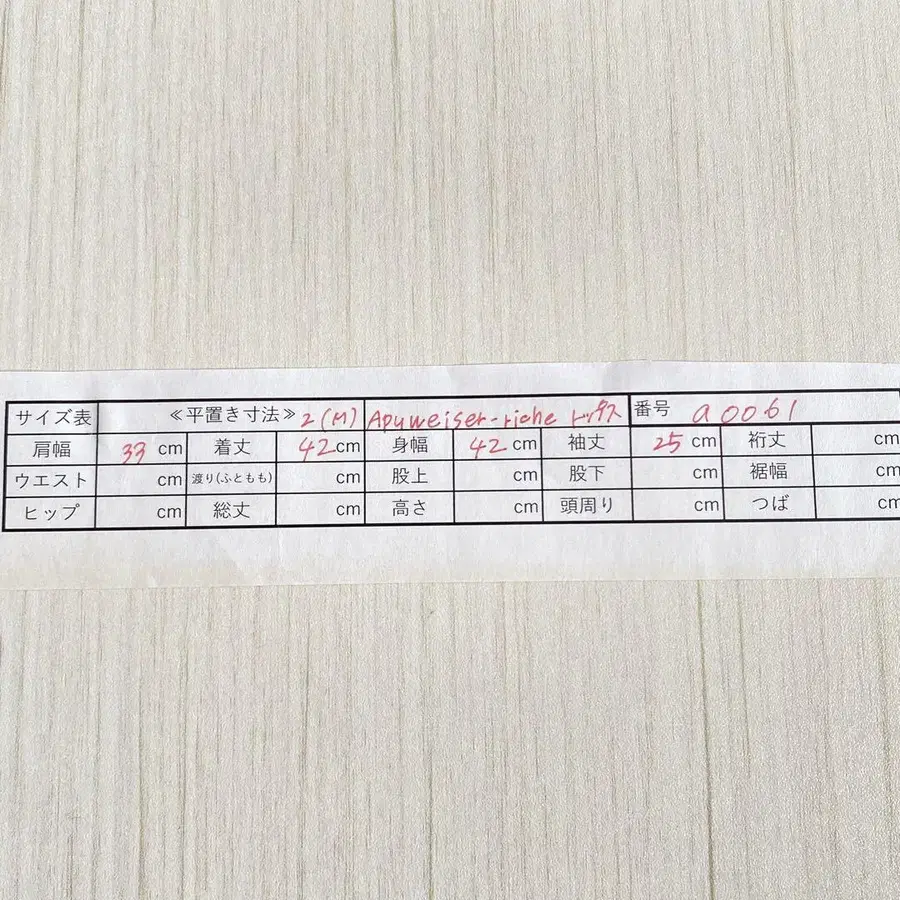 サイズ表 ≪平置き寸法≫ 2(M) Apuweiser-riche トップス 番号 a0061
肩幅 33 cm 着丈 42 cm 身幅 42 cm 袖丈 25 cm 裄丈 cm
ウエスト cm 渡り(ふともも) cm 股上 cm 股下 cm 裾幅 cm
ヒップ cm 総丈 cm 高さ cm 頭周り cm つば cm